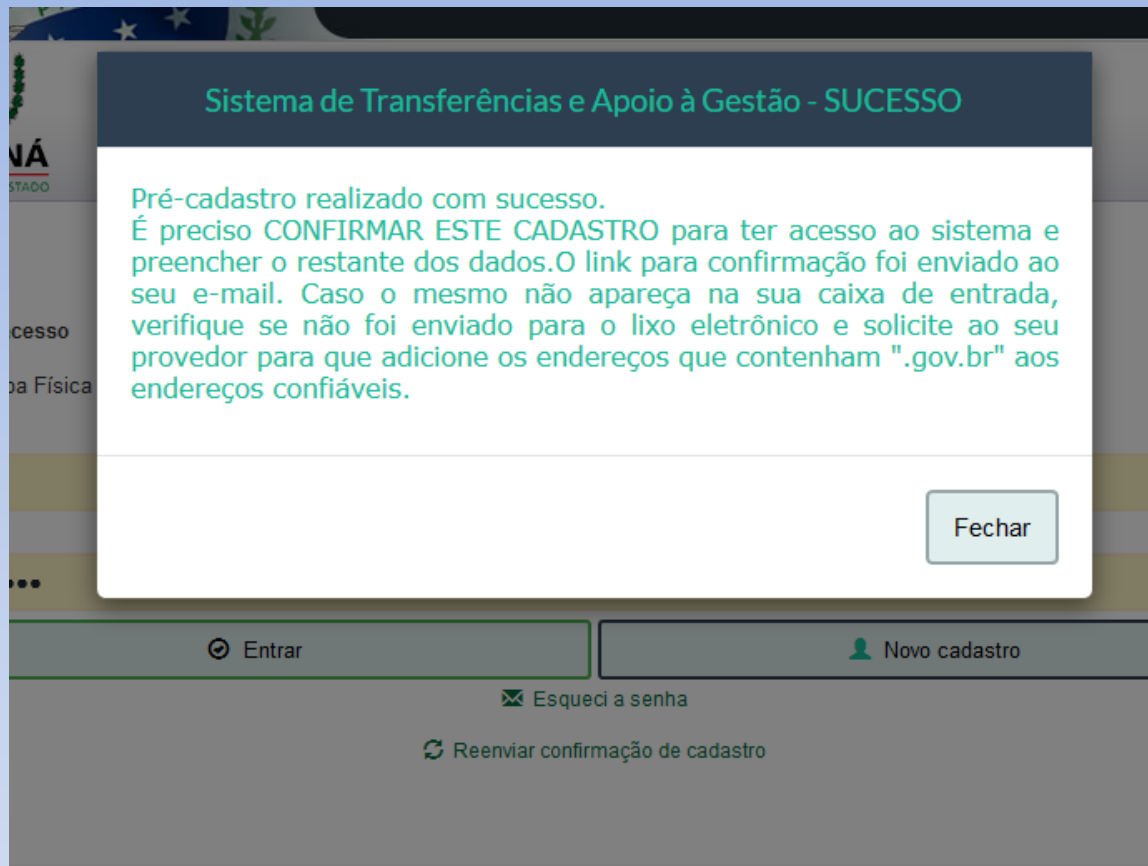 Sistema de Transferências e Apoio à Gestão - SUCESSO
NÁ
STADO
Pré-cadastro realizado com sucesso.
É preciso CONFIRMAR ESTE CADASTRO para ter acesso ao sistema e
preencher o restante dos dados.O link para confirmação foi enviado ao
seu e-mail. Caso o mesmo não apareça na sua caixa de entrada,
verifique se não foi enviado para o lixo eletrônico e solicite ao seu
provedor para que adicione os endereços que contenham ".gov.br" aos
endereços confiáveis.
cesso
oa Física
Fechar
Entrar
Novo cadastro
Esqueci a senha
Reenviar confirmação de cadastro